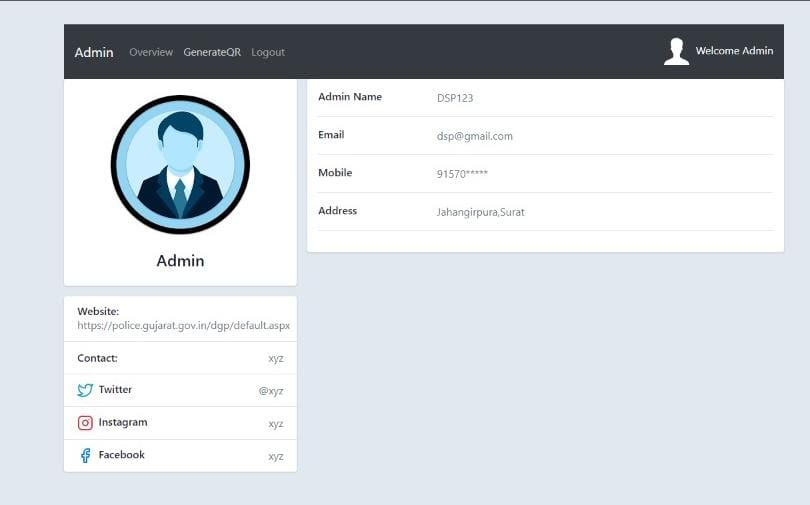 Admin Overview GenerateQR Logout Welcome Admin
Admin
Website:
https://police.gujarat.gov.in/dgp/default.aspx
Contact: xyz
Twitter @xyz
Instagram xyz
Facebook xyz
Admin Name DSP123
Email dsp@gmail.com
Mobile 91570*****
Address Jahangirpura,Surat